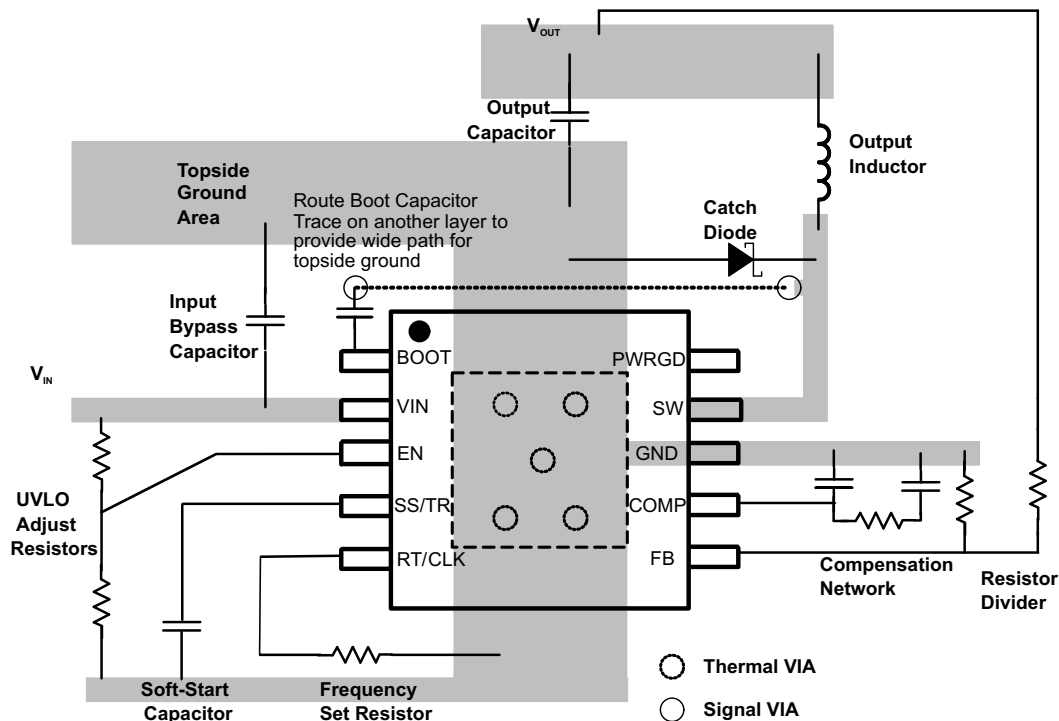 VOUT
Output
Capacitor
Output
Inductor
Topside
Ground
Area
Route Boot Capacitor
Trace on another layer to
provide wide path for
topside ground
Catch
Diode
Input
Bypass
Capacitor
VIN
BOOT
VIN
EN
SS/TR
RT/CLK
PWRGD
SW
GND
COMP
FB
UVLO
Adjust
Resistors
Compensation
Network
Resistor
Divider
Soft-Start
Capacitor
Frequency
Set Resistor
Thermal VIA
Signal VIA